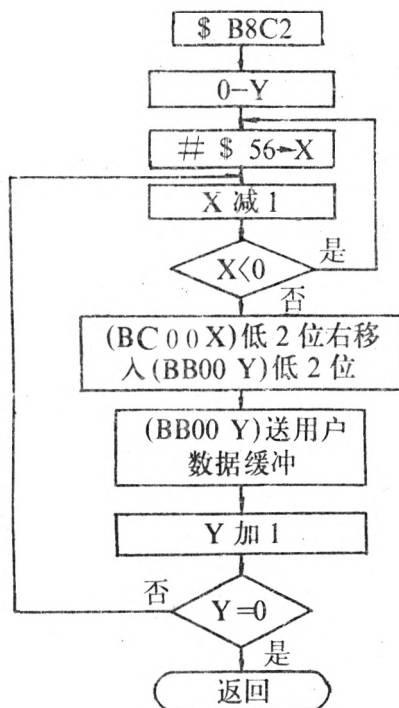 $ B8C2
0→Y
# $ 56→X
X 减 1
X<0
是
否
(BC00X)低2位右移
入(BB00 Y)低2位
(BB00 Y)送用户
数据缓冲
Y 加 1
否
Y=0
是
返回